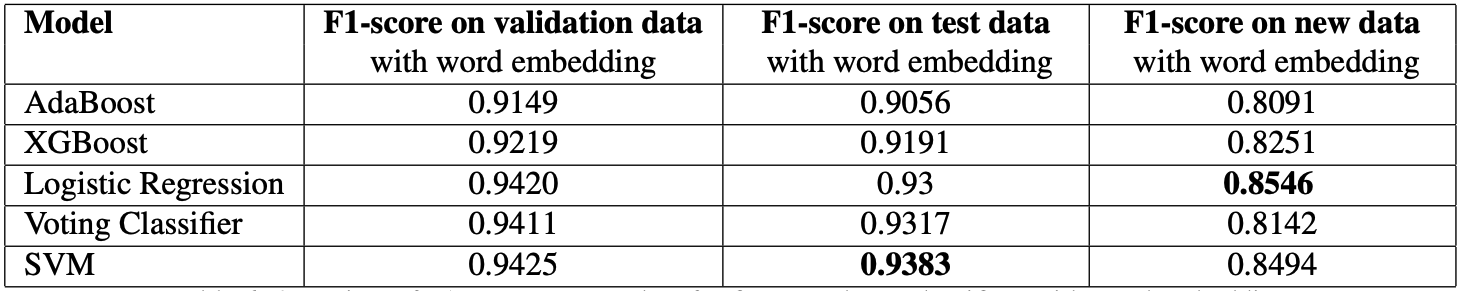 Model F1-score on validation data F1-score on test data F1-score on new data
with word embedding with word embedding with word embedding
AdaBoost 0.9149 0.9056 0.8091
XGBoost 0.9219 0.9191 0.8251
Logistic Regression 0.9420 0.93 0.8546
Voting Classifier 0.9411 0.9317 0.8142
SVM 0.9425 0.9383 0.8494